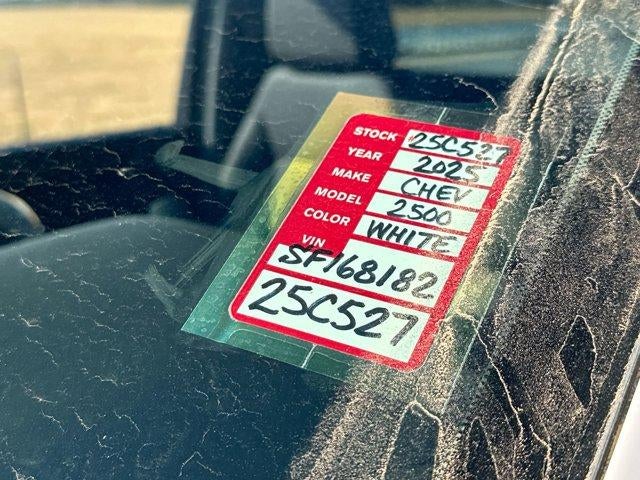 STOCK 25C527
YEAR 2025
MAKE CHEV
MODEL 2500
COLOR WHITE
VIN
SF168182
25C527